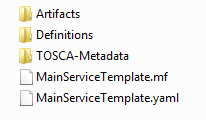 Artifacts
Definitions
TOSCA-Metadata
MainServiceTemplate.mf
MainServiceTemplate.yaml